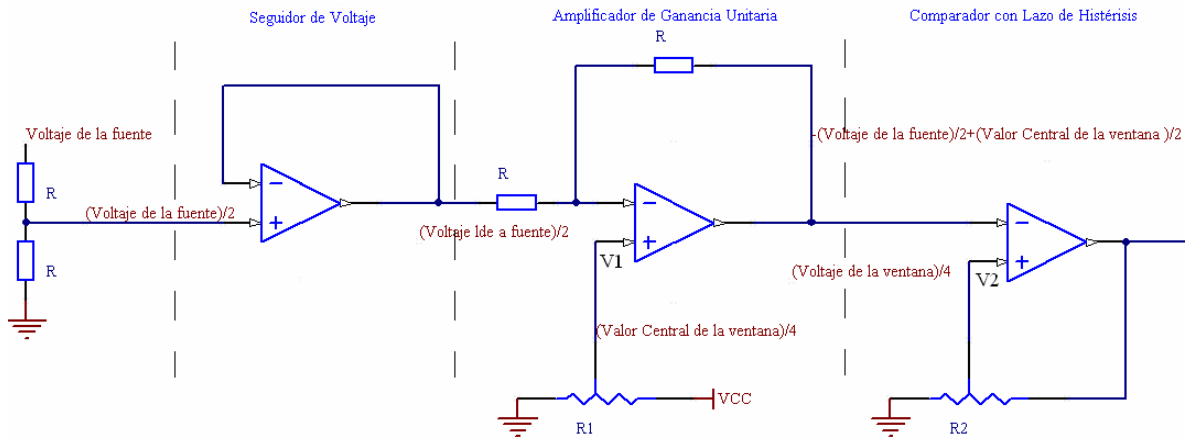 Seguidor de Voltaje
Amplificador de Ganancia Unitaria
Comparador con Lazo de Histérisis
R
Voltaje de la fuente
-(Voltaje de la fuente)/2+(Valor Central de la ventana )/2
R
R
(Voltaje de la fuente)/2
(Voltaje lde a fuente)/2
V1
(Voltaje de la ventana)/4
V2
R
(Valor Central de la ventana)/4
VCC
R1
R2